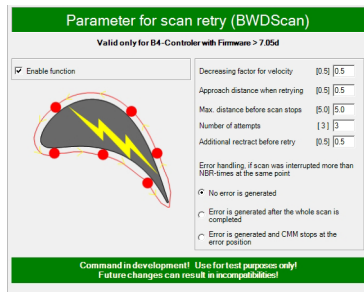 Parameter for scan retry (BWDScan)
Valid only for B4-Controler with Firmware > 7.05d
Enable function
Decreasing factor for velocity [0.5] 0.5
Approach distance when retrying [0.5] 0.5
Max. distance before scan stops [5.0] 5.0
Number of attempts [ 3 ] 3
Additional rectract before retry [0.5] 0.5
Error handling, if scan was interrupted more than
NBR-times at the same point
No error is generated
Error is generated after the whole scan is
completed
Error is generated and CMM stops at the
error position
Command in development! Use for test purposes only!
Future changes can result in incompatibilities!